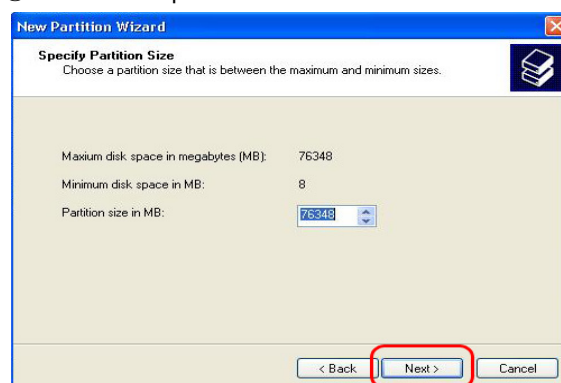 New Partition Wizard
Specify Partition Size
Choose a partition size that is between the maximum and minimum sizes.
Maxium disk space in megabytes (MB): 76348
Minimum disk space in MB: 8
Partition size in MB: 76348
< Back Next > Cancel